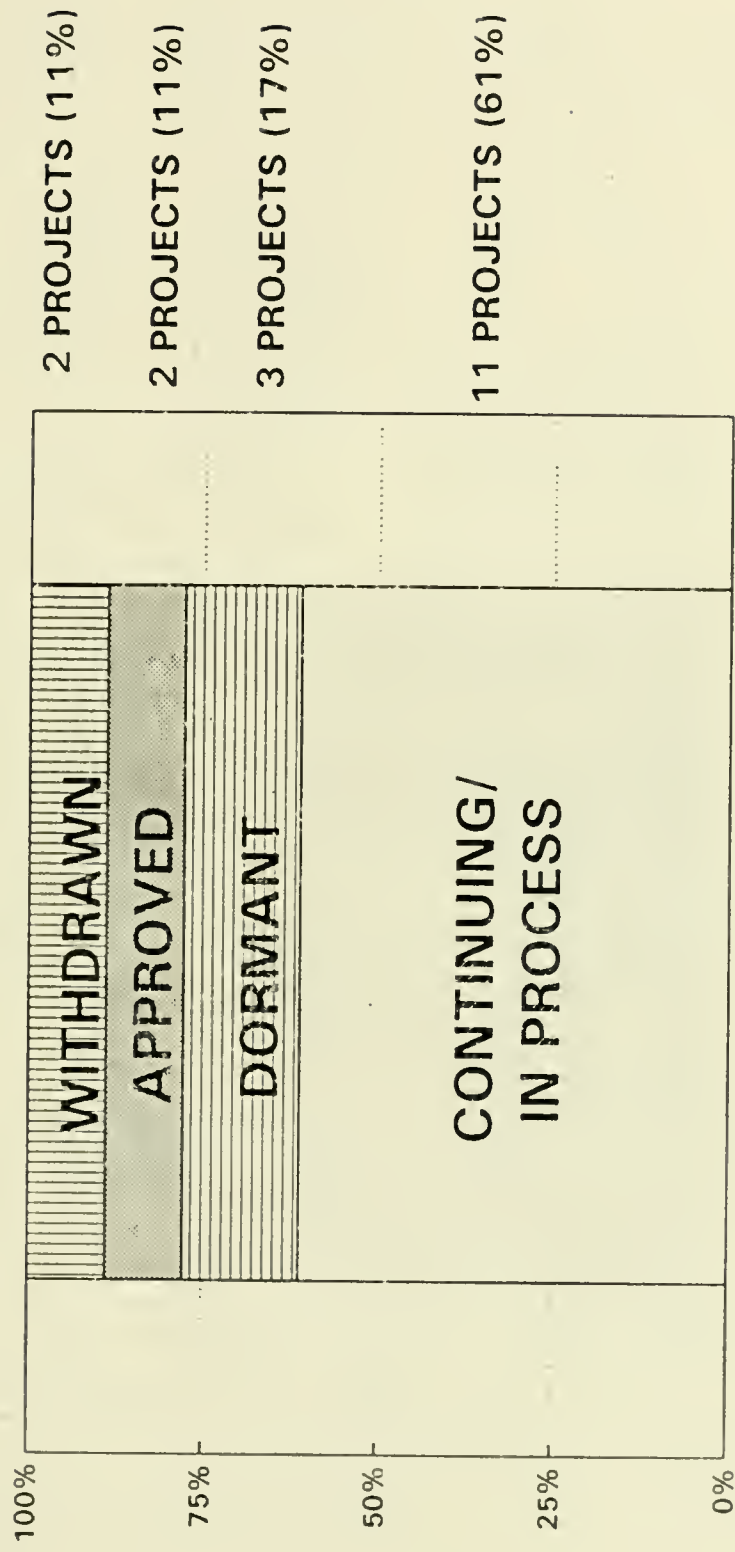 100%
75%
50%
25%
0%
WITHDRAWN
APPROVED
DORMANT
CONTINUING/
IN PROCESS
2 PROJECTS (11%)
2 PROJECTS (11%)
3 PROJECTS (17%)
11 PROJECTS (61%)